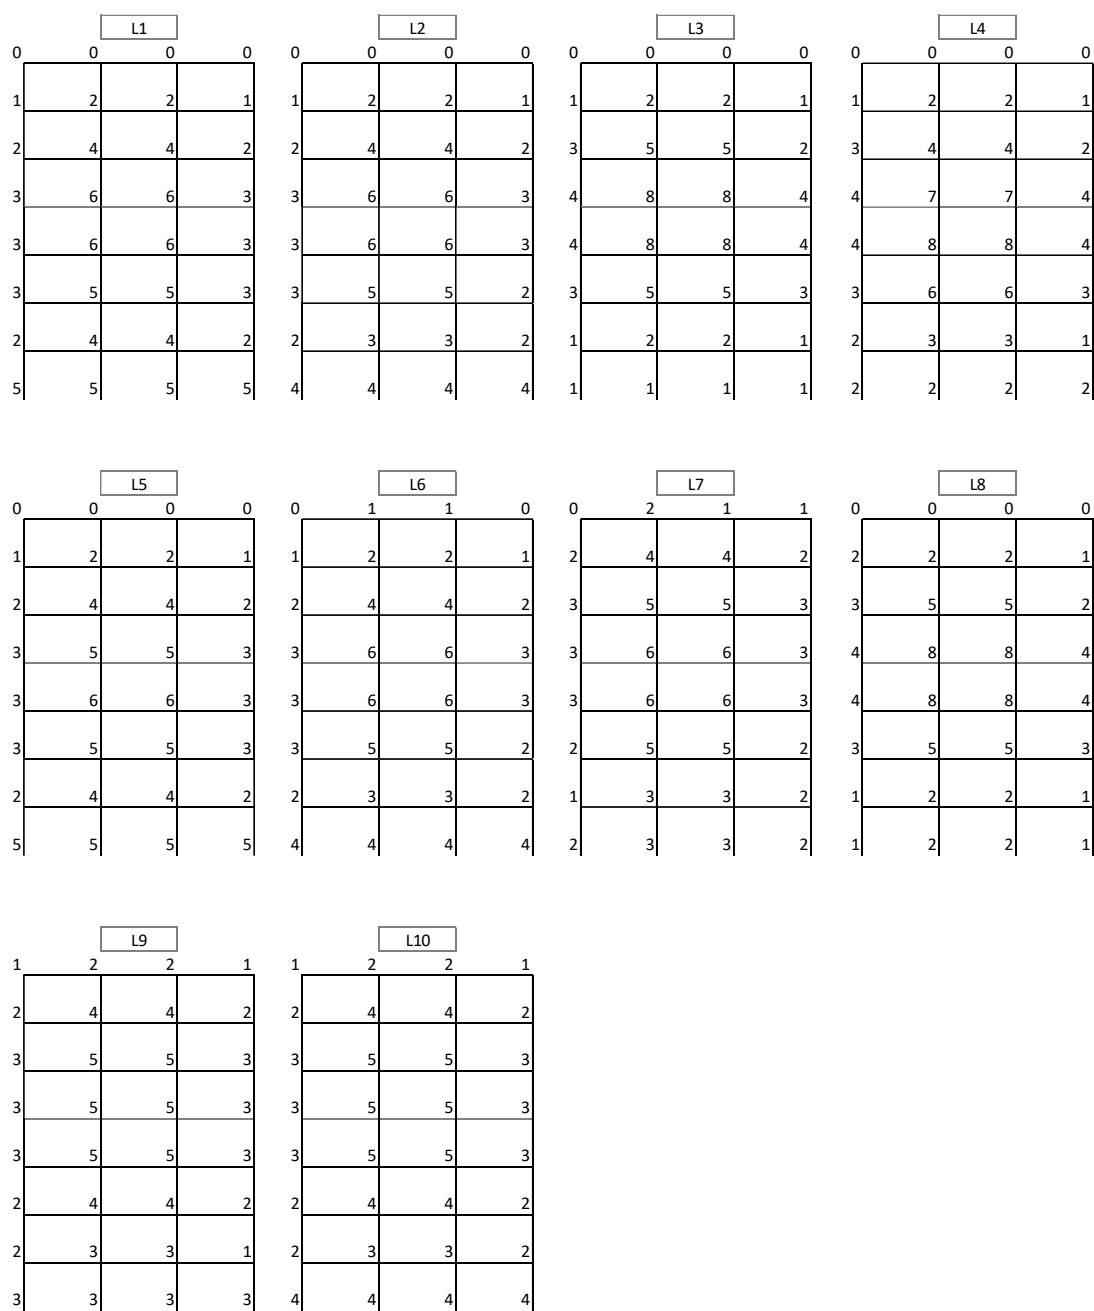 L1 L2 L3 L4
0 0 0 0 0 0 0 0 0 0 0 0 0 0 0 0
1 2 2 1 1 2 2 1 1 2 2 1 1 2 2 1
2 4 4 2 2 4 4 2 3 5 5 2 3 4 4 2
3 6 6 3 3 6 6 3 4 8 8 4 4 7 7 4
3 6 6 3 3 6 6 3 4 8 8 4 4 8 8 4
3 5 5 3 3 5 5 2 3 5 5 3 3 6 6 3
2 4 4 2 2 3 3 2 1 2 2 1 2 3 3 1
5 5 5 5 4 4 4 4 1 1 1 1 2 2 2 2
L5 L6 L7 L8
0 0 0 0 0 1 1 0 0 2 1 1 0 0 0 0
1 2 2 1 1 2 2 1 2 4 4 2 2 2 2 1
2 4 4 2 2 4 4 2 3 5 5 3 3 5 5 2
3 5 5 3 3 6 6 3 3 6 6 3 4 8 8 4
3 6 6 3 3 6 6 3 3 6 6 3 4 8 8 4
3 5 5 3 3 5 5 2 2 5 5 2 3 5 5 3
2 4 4 2 2 3 3 2 1 3 3 2 1 2 2 1
5 5 5 5 4 4 4 4 2 3 3 2 1 2 2 1
L9 L10
1 2 2 1 1 2 2 1
2 4 4 2 2 4 4 2
3 5 5 3 3 5 5 3
3 5 5 3 3 5 5 3
3 5 5 3 3 5 5 3
2 4 4 2 2 4 4 2
2 3 3 1 2 3 3 2
3 3 3 3 4 4 4 4